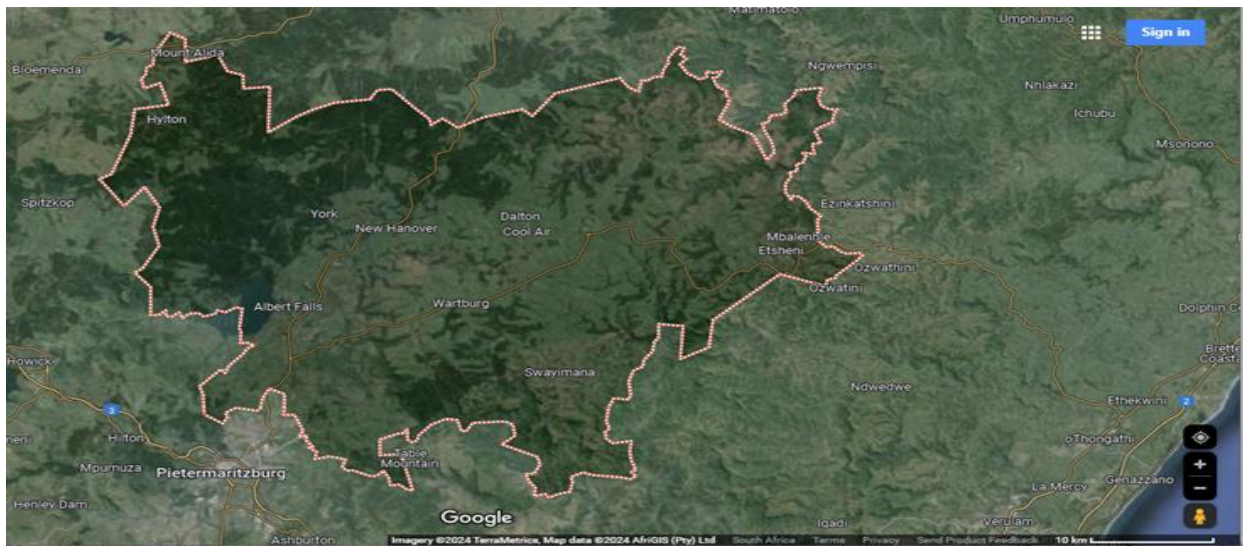 Matimatolo
Umphumulo
Sign in
Mount Alida
Bloemendal
Ngwempisi
Nhlakazi
Ichubu
Hylton
Msonono
Spitzkop
York
New Hanover
Dalton
Cool Air
Ezinkatshini
Mbalenhle
Etsheni
Ozwathini
Ozwatini
Albert Falls
Wartburg
Dolphin C
Howick
Brette
Coasta
Swayimana
Ndwedwe
Ethekwini
3
2
Hilton
oThongathi
neni
Mpumuza
Table
Mountain
Pietermaritzburg
La Mercy
Genazzano
Henley Dam
Google
Iqadi
Verulam
Ashburton
Imagery ©2024 TerraMetrics, Map data ©2024 AfriGIS (Pty) Ltd South Africa Terms Privacy Send Product Feedback 10 km